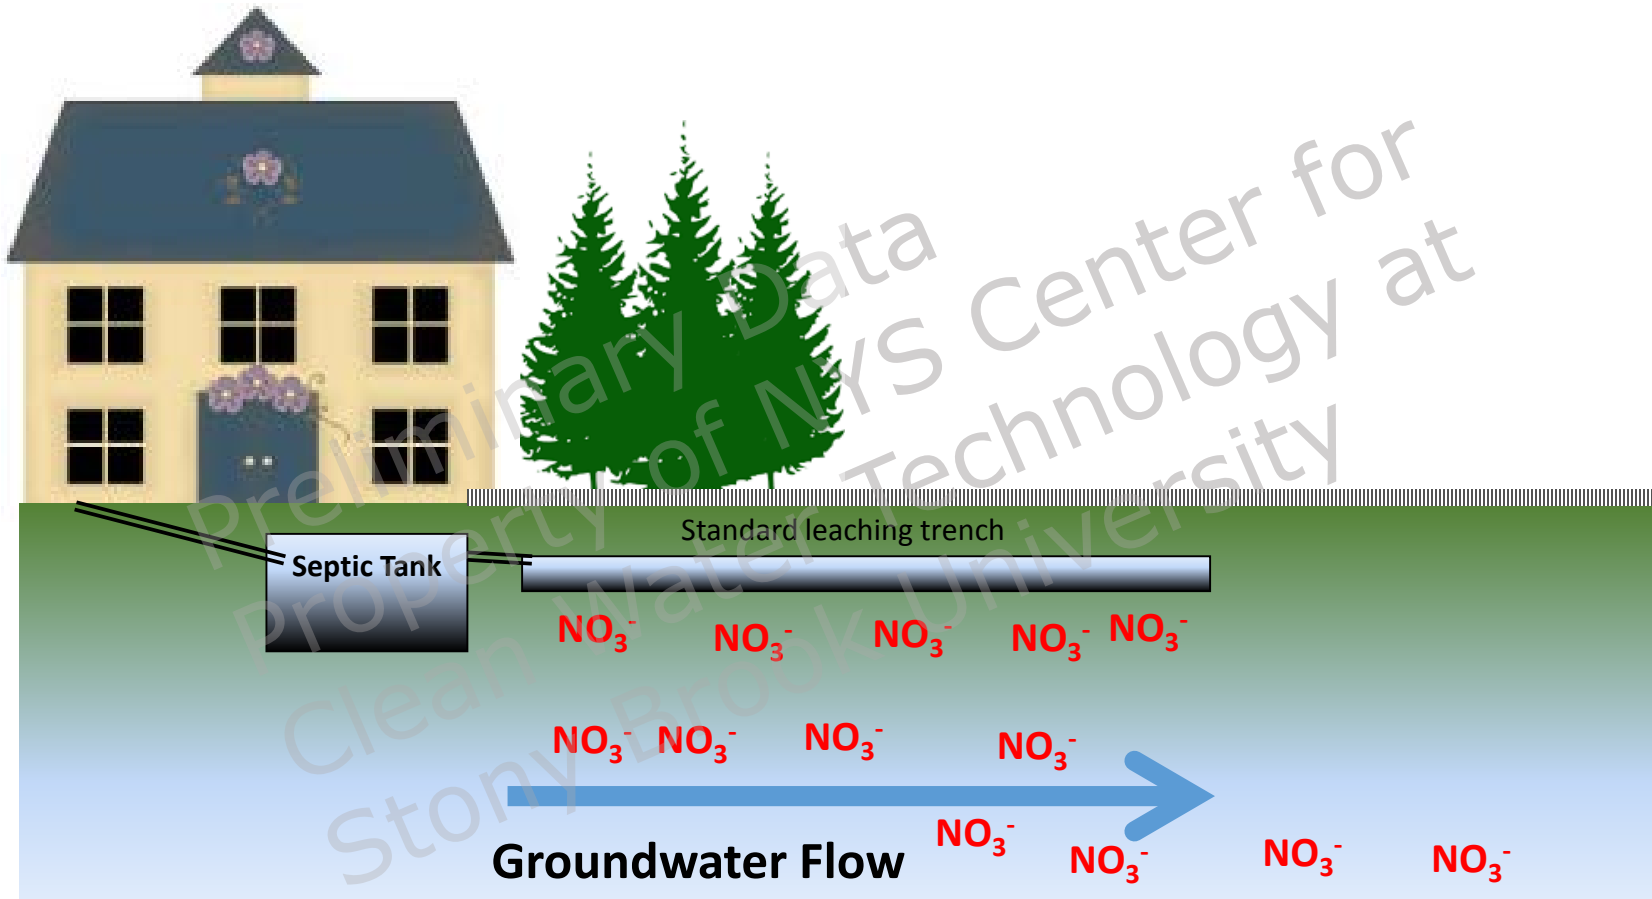 Preliminary Data
Property of NYS Center for
Clean Water Technology at
Stony Brook University
Standard leaching trench
Septic Tank
NO₃⁻ NO₃⁻ NO₃⁻ NO₃⁻ NO₃⁻
NO₃⁻ NO₃⁻ NO₃⁻ NO₃⁻
NO₃⁻ NO₃⁻ NO₃⁻ NO₃⁻
Groundwater Flow